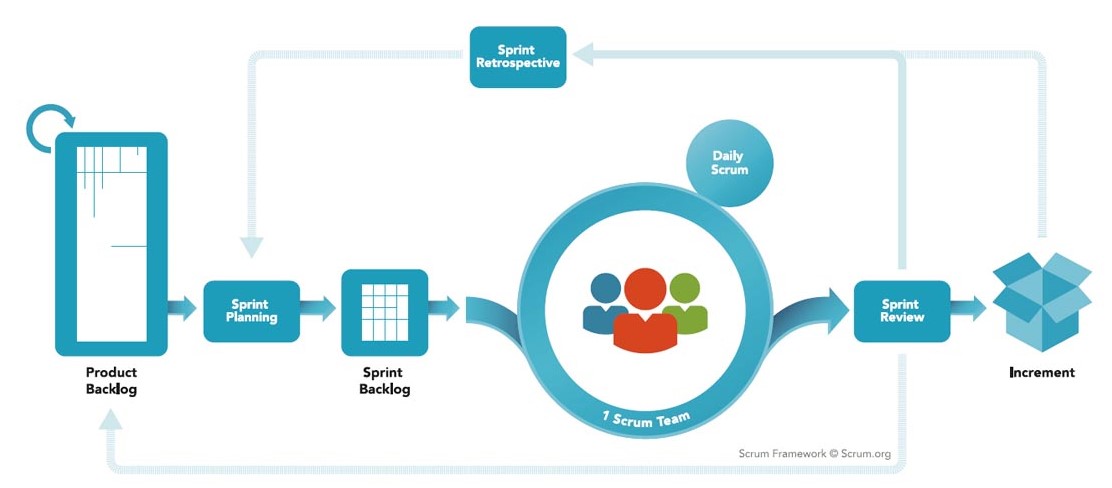 Sprint
Retrospective
Daily
Scrum
Sprint
Planning
Sprint
Review
Product
Backlog
Sprint
Backlog
Increment
1 Scrum Team
Scrum Framework © Scrum.org